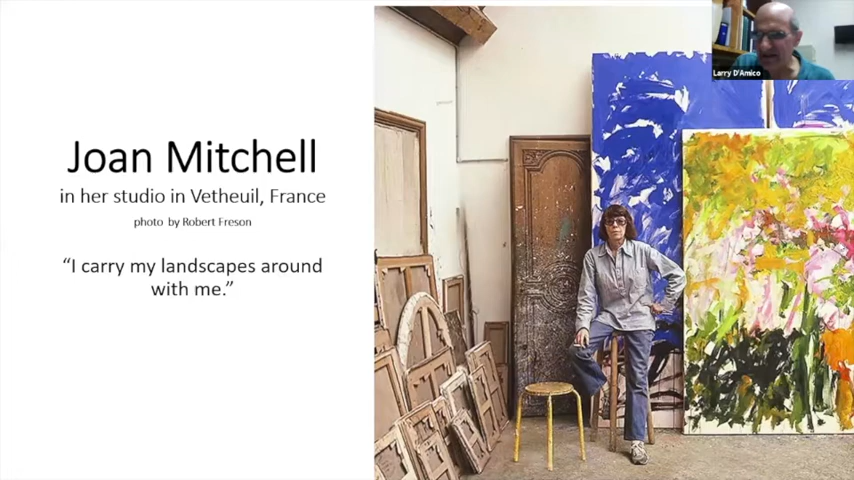 Joan Mitchell
in her studio in Vetheuil, France
photo by Robert Freson
“I carry my landscapes around
with me.”
Larry D'Amico